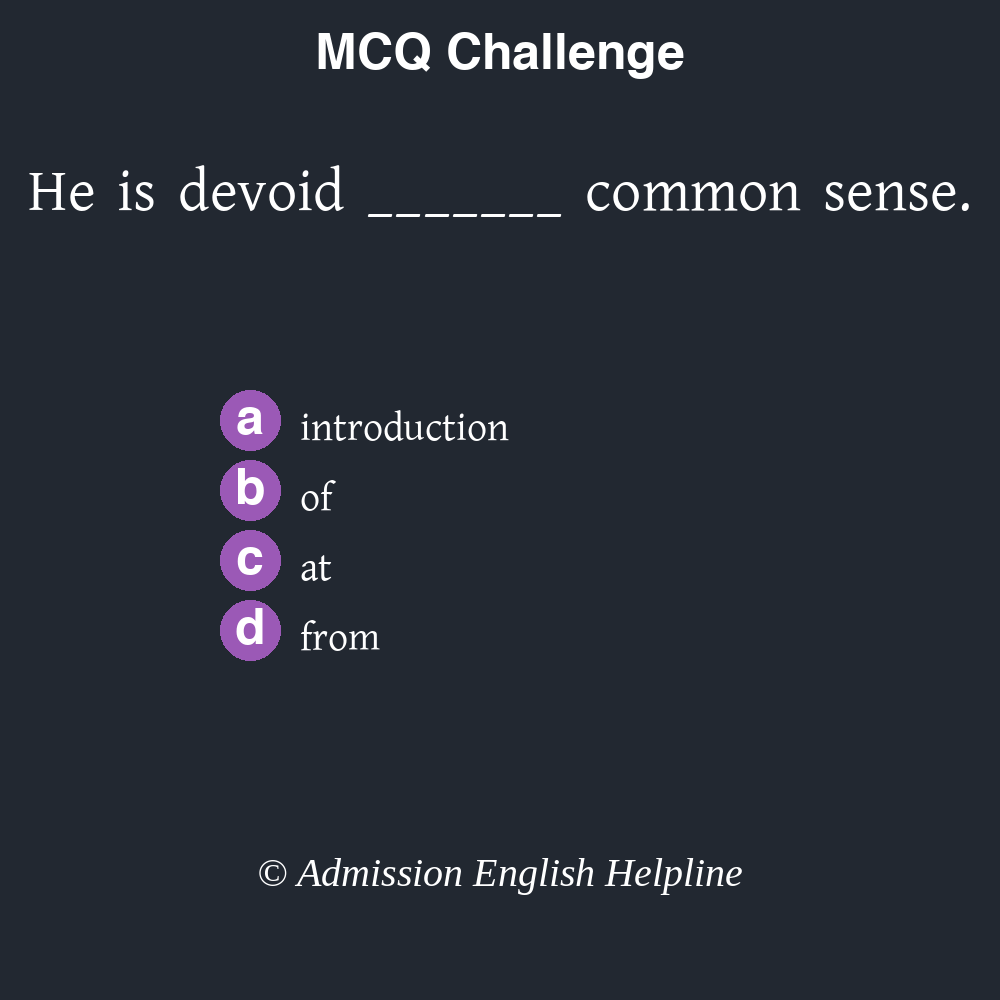 MCQ Challenge
He is devoid _______ common sense.
a introduction
b of
c at
d from
© Admission English Helpline